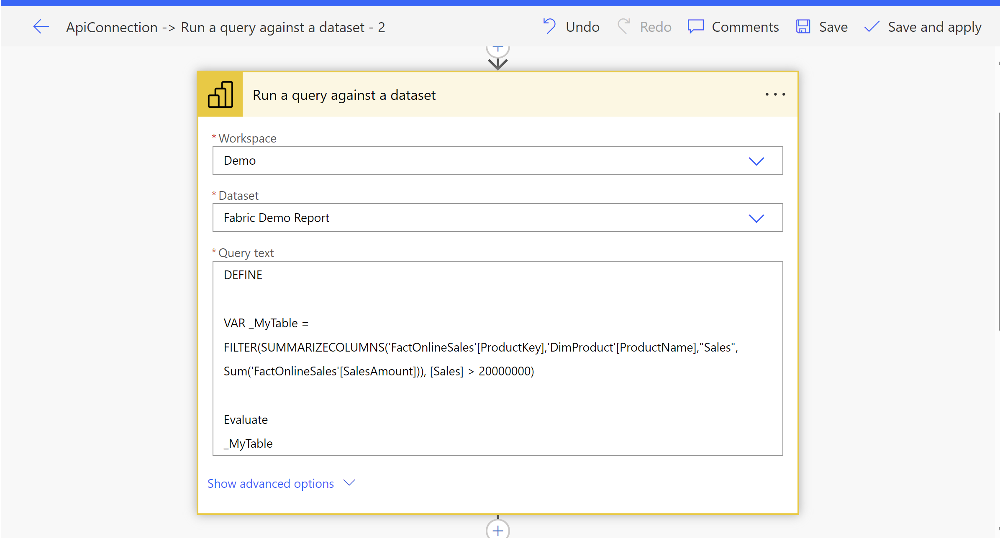 ApiConnection -> Run a query against a dataset - 2
Undo
Redo
Comments
Save
Save and apply
Run a query against a dataset
* Workspace
Demo
* Dataset
Fabric Demo Report
* Query text
DEFINE
VAR _MyTable =
FILTER(SUMMARIZECOLUMNS('FactOnlineSales'[ProductKey],'DimProduct'[ProductName],"Sales",
Sum('FactOnlineSales'[SalesAmount])), [Sales] > 20000000)
Evaluate
_MyTable
Show advanced options